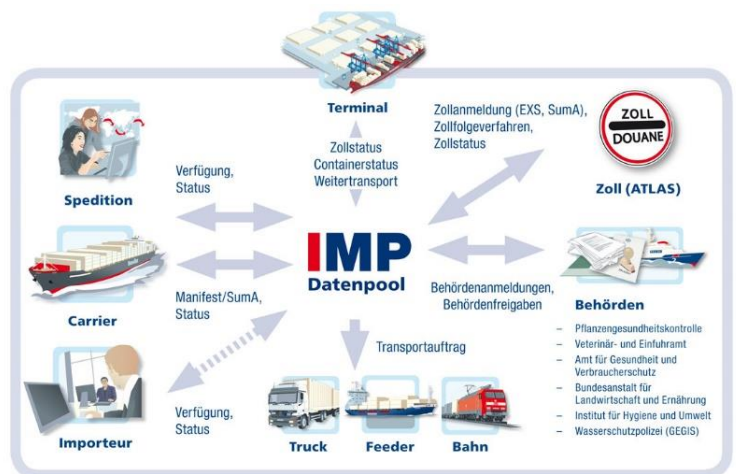 Terminal
Zollstatus
Containerstatus
Weitertransport
Zollanmeldung (EXS, SumA),
Zollfolgeverfahren,
Zollstatus
ZOLL
DOUANE
Zoll (ATLAS)
Spedition
Verfügung,
Status
IMP
Datenpool
Carrier
Manifest/SumA,
Status
Behördenanmeldungen,
Behördenfreigaben
Behörden
– Pflanzengesundheitskontrolle
– Veterinär- und Einfuhramt
– Amt für Gesundheit und
Verbraucherschutz
– Bundesanstalt für
Landwirtschaft und Ernährung
– Institut für Hygiene und Umwelt
– Wasserschutzpolizei (GEGIS)
Importeur
Verfügung,
Status
Transportauftrag
Truck
Feeder
Bahn